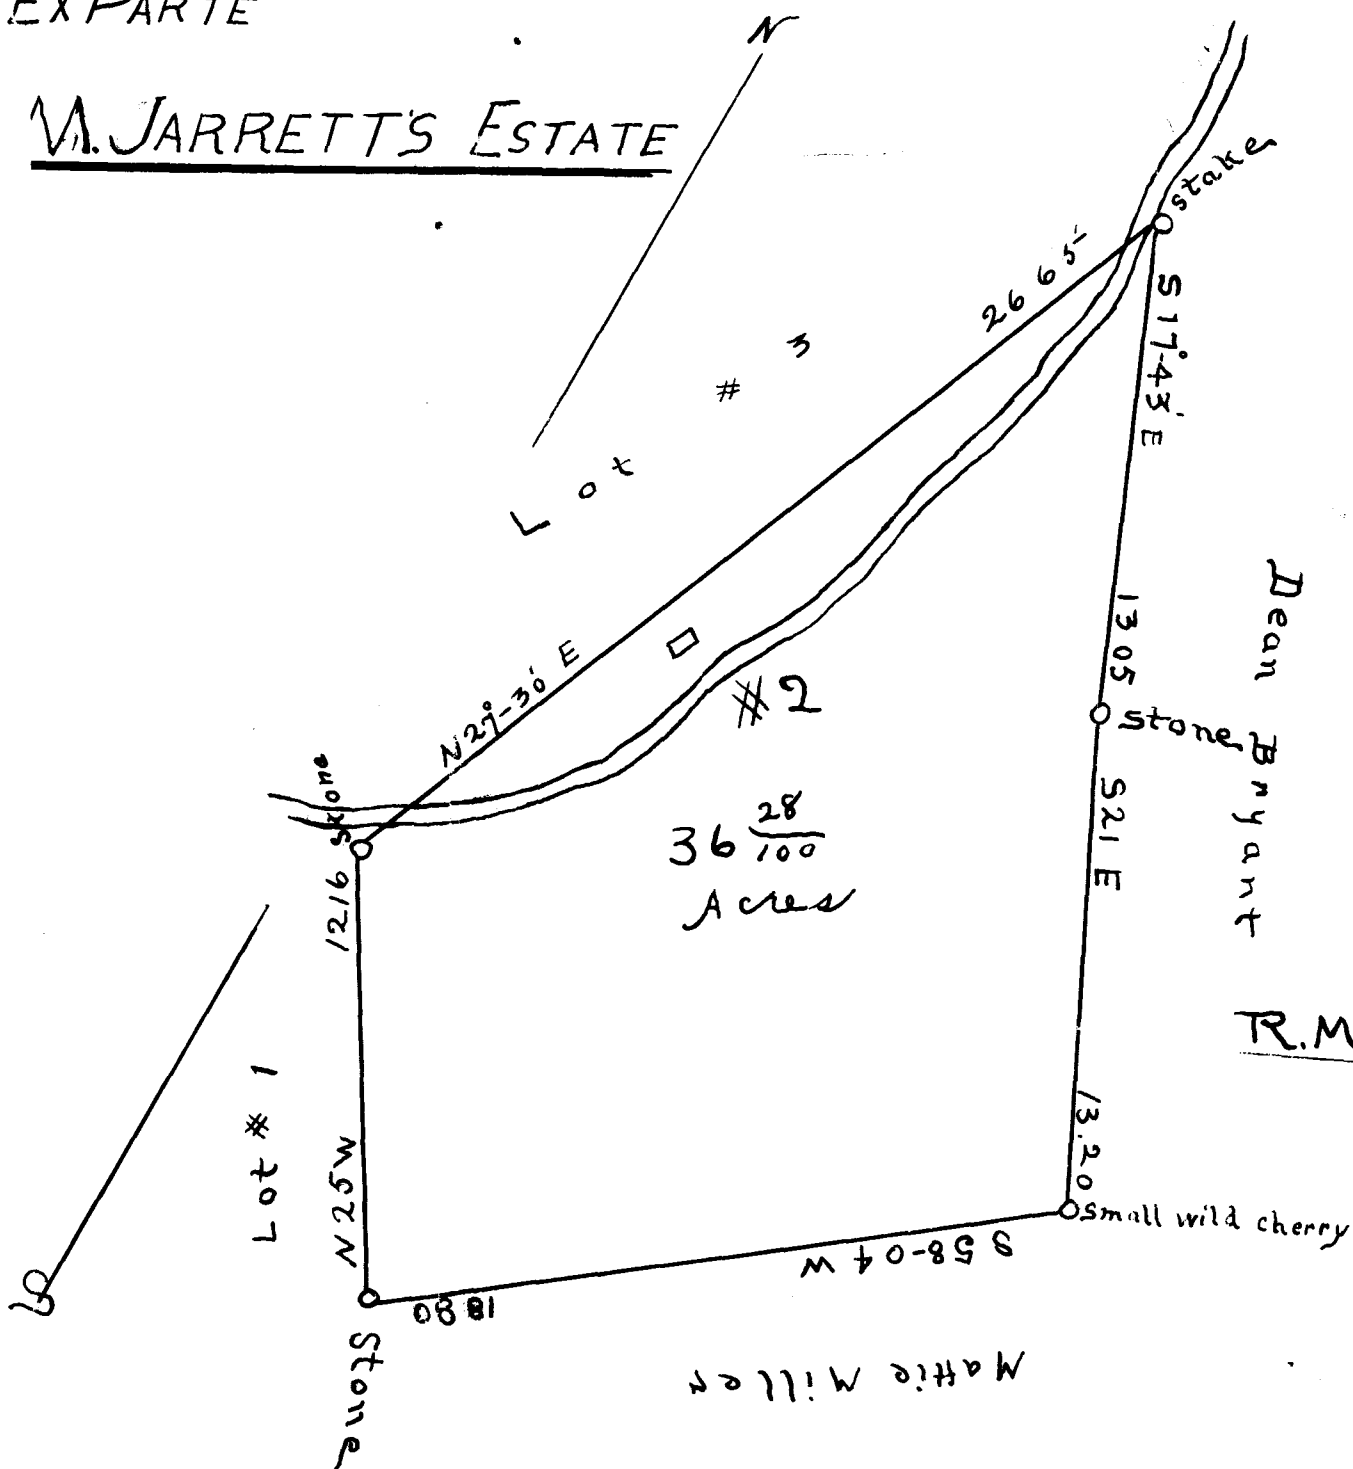 EX PARTE
N
M. JARRETT'S ESTATE
stake
2665
S 17°-43' E
Lot # 3
N 27°-30' E
1305
Dean Bryant
#2
stone
stone
S21 E
36 28/100
Acres
1216
R.M
Lot # 1
N 25 W
13.20
small wild cherry
S 58-04 W
1880
S
Stone
Mattie Miller